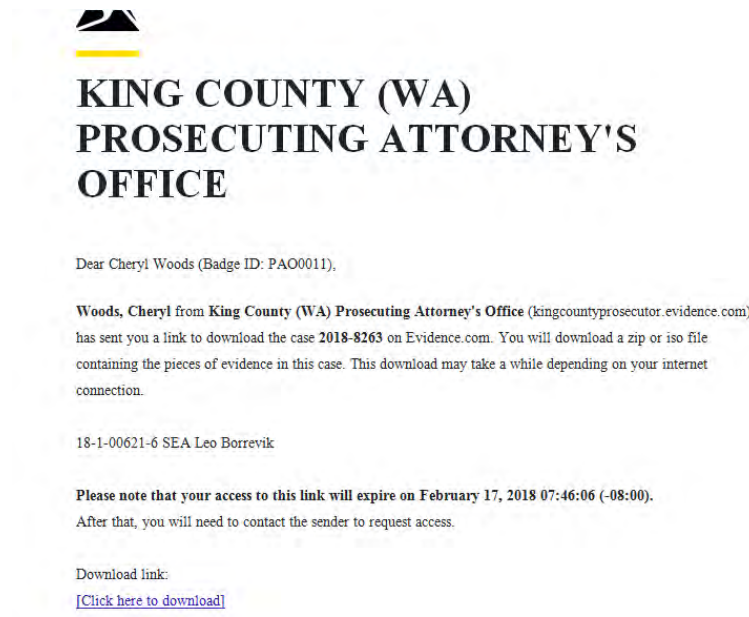 KING COUNTY (WA)
PROSECUTING ATTORNEY'S
OFFICE
Dear Cheryl Woods (Badge ID: PAO0011),
Woods, Cheryl from King County (WA) Prosecuting Attorney's Office (kingcountyprosecutor.evidence.com)
has sent you a link to download the case 2018-8263 on Evidence.com. You will download a zip or iso file
containing the pieces of evidence in this case. This download may take a while depending on your internet
connection.
18-1-00621-6 SEA Leo Borrevik
Please note that your access to this link will expire on February 17, 2018 07:46:06 (-08:00).
After that, you will need to contact the sender to request access.
Download link:
[Click here to download]